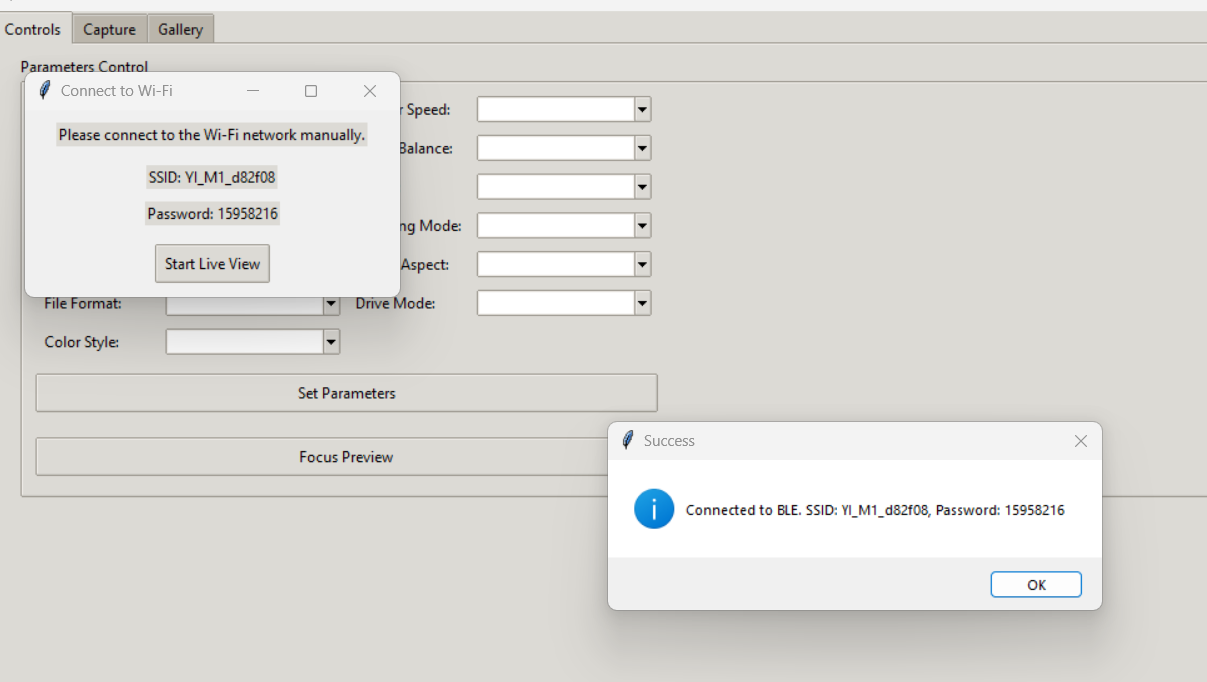 Controls
Capture
Gallery
Parameters Control
Connect to Wi-Fi
Please connect to the Wi-Fi network manually.
SSID: YI_M1_d82f08
Password: 15958216
Start Live View
Speed:
Balance:
Mode:
Aspect:
File Format:
Drive Mode:
Color Style:
Set Parameters
Focus Preview
Success
Connected to BLE. SSID: YI_M1_d82f08, Password: 15958216
OK